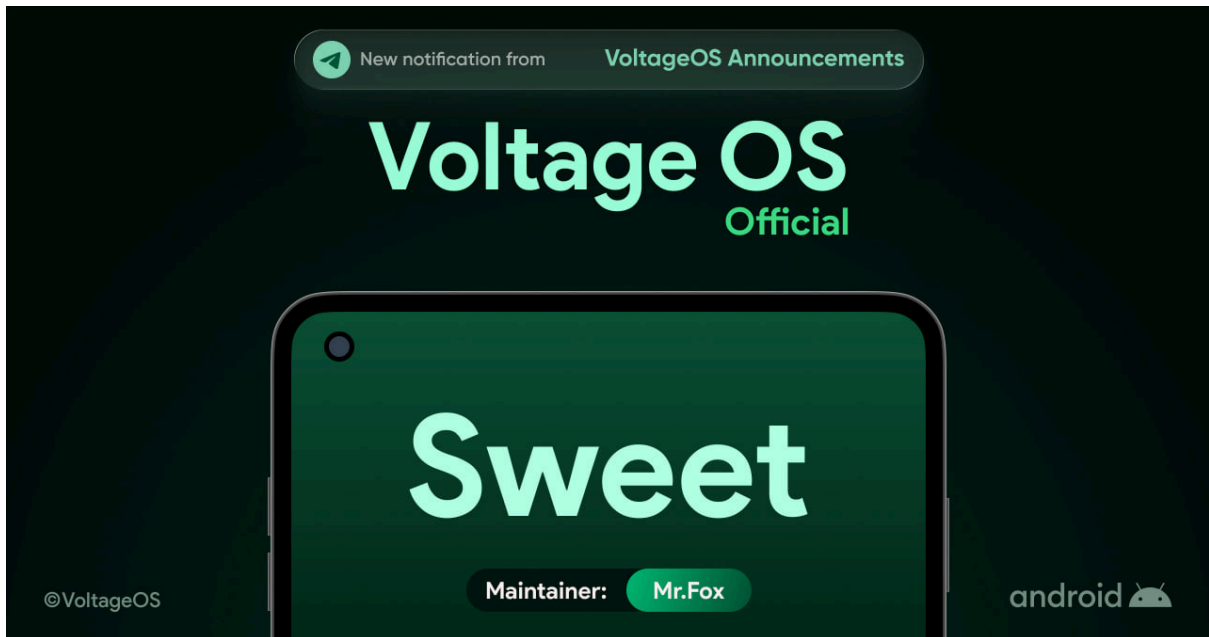 New notification from VoltageOS Announcements
Voltage OS
Official
Sweet
Maintainer: Mr.Fox
©VoltageOS
android